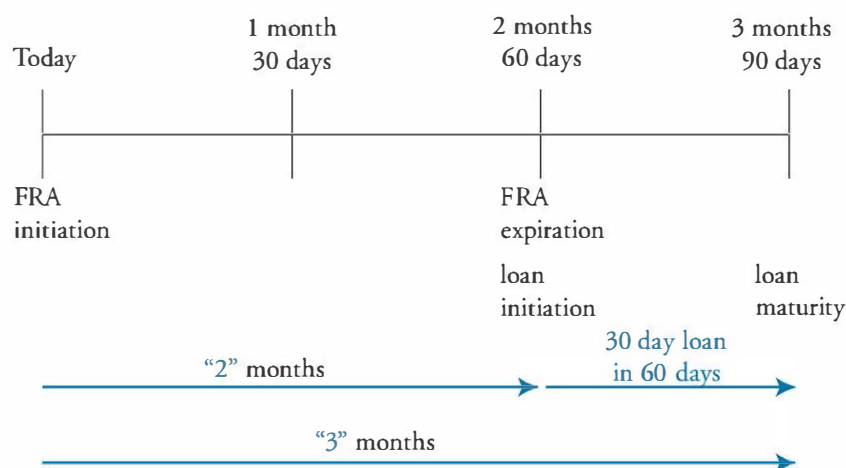 Today
1 month
30 days
2 months
60 days
3 months
90 days
FRA
initiation
FRA
expiration
loan
initiation
loan
maturity
“2” months
30 day loan
in 60 days
“3” months